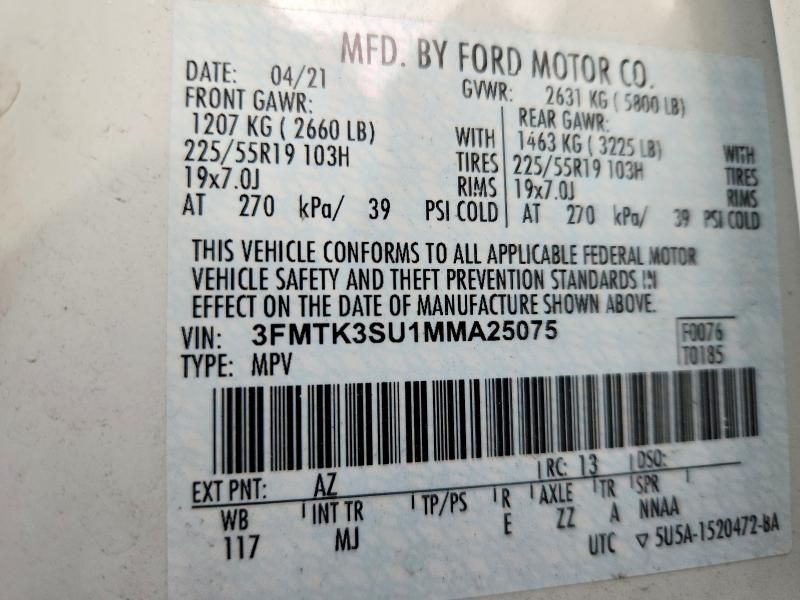 MFD. BY FORD MOTOR CO.
DATE: 04/21 GVWR: 2631 KG ( 5800 LB)
FRONT GAWR: REAR GAWR:
1207 KG ( 2660 LB) WITH 1463 KG ( 3225 LB) WITH
225/55R19 103H TIRES 225/55R19 103H TIRES
19x7.0J RIMS 19x7.0J RIMS
AT 270 kPa/ 39 PSI COLD AT 270 kPa/ 39 PSI COLD
THIS VEHICLE CONFORMS TO ALL APPLICABLE FEDERAL MOTOR
VEHICLE SAFETY AND THEFT PREVENTION STANDARDS IN
EFFECT ON THE DATE OF MANUFACTURE SHOWN ABOVE.
VIN: 3FMTK3SU1MMA25075 F0076
TYPE: MPV T0185
EXT PNT: AZ RC: 13 DSO:
WB INT TR TP/PS R AXLE TR SPR
117 MJ E ZZ A NNAA
UTC ▽ 5U5A-1520472-BA